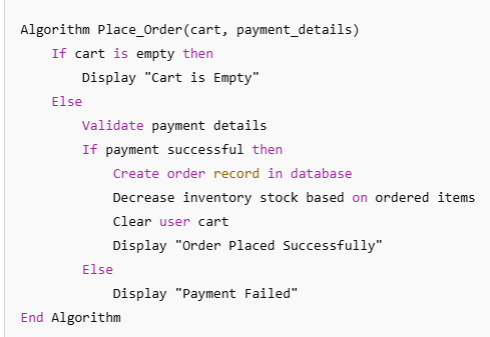 Algorithm Place_Order(cart, payment_details)
    If cart is empty then
        Display "Cart is Empty"
    Else
        Validate payment details
        If payment successful then
            Create order record in database
            Decrease inventory stock based on ordered items
            Clear user cart
            Display "Order Placed Successfully"
        Else
            Display "Payment Failed"
End Algorithm